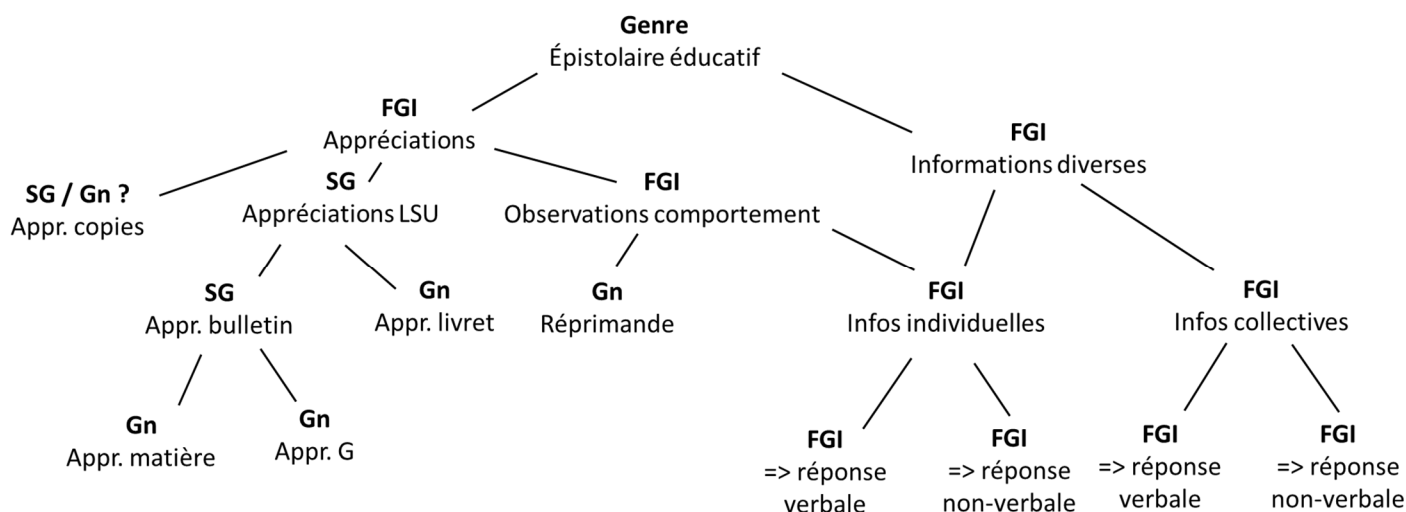 Genre
Épistolaire éducatif
FGI
Appréciations
FGI
Informations diverses
SG / Gn ?
Appr. copies
SG
Appréciations LSU
FGI
Observations comportement
SG
Appr. bulletin
Gn
Appr. livret
Gn
Réprimande
FGI
Infos individuelles
FGI
Infos collectives
Gn
Appr. matière
Gn
Appr. G
FGI
=> réponse
verbale
FGI
=> réponse
non-verbale
FGI
=> réponse
verbale
FGI
=> réponse
non-verbale